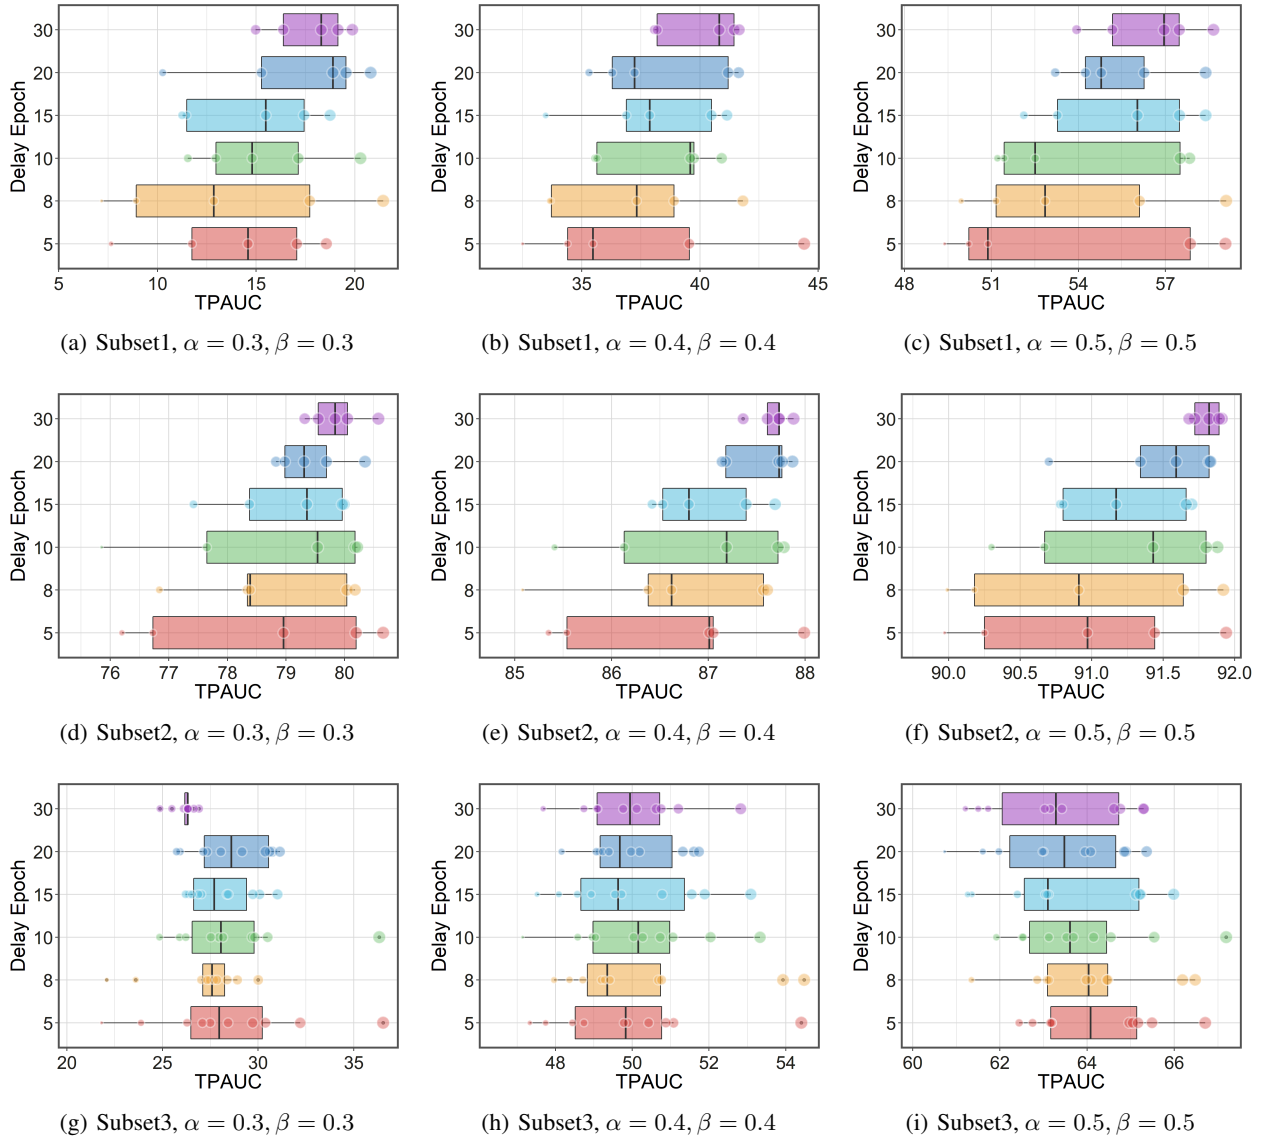 Delay Epoch
30
20
15
10
8
5
5 10 15 20
TPAUC
(a) Subset1, α = 0.3, β = 0.3
Delay Epoch
30
20
15
10
8
5
35 40 45
TPAUC
(b) Subset1, α = 0.4, β = 0.4
Delay Epoch
30
20
15
10
8
5
48 51 54 57
TPAUC
(c) Subset1, α = 0.5, β = 0.5
Delay Epoch
30
20
15
10
8
5
76 77 78 79 80
TPAUC
(d) Subset2, α = 0.3, β = 0.3
Delay Epoch
30
20
15
10
8
5
85 86 87 88
TPAUC
(e) Subset2, α = 0.4, β = 0.4
Delay Epoch
30
20
15
10
8
5
90.0 90.5 91.0 91.5 92.0
TPAUC
(f) Subset2, α = 0.5, β = 0.5
Delay Epoch
30
20
15
10
8
5
20 25 30 35
TPAUC
(g) Subset3, α = 0.3, β = 0.3
Delay Epoch
30
20
15
10
8
5
48 50 52 54
TPAUC
(h) Subset3, α = 0.4, β = 0.4
Delay Epoch
30
20
15
10
8
5
60 62 64 66
TPAUC
(i) Subset3, α = 0.5, β = 0.5